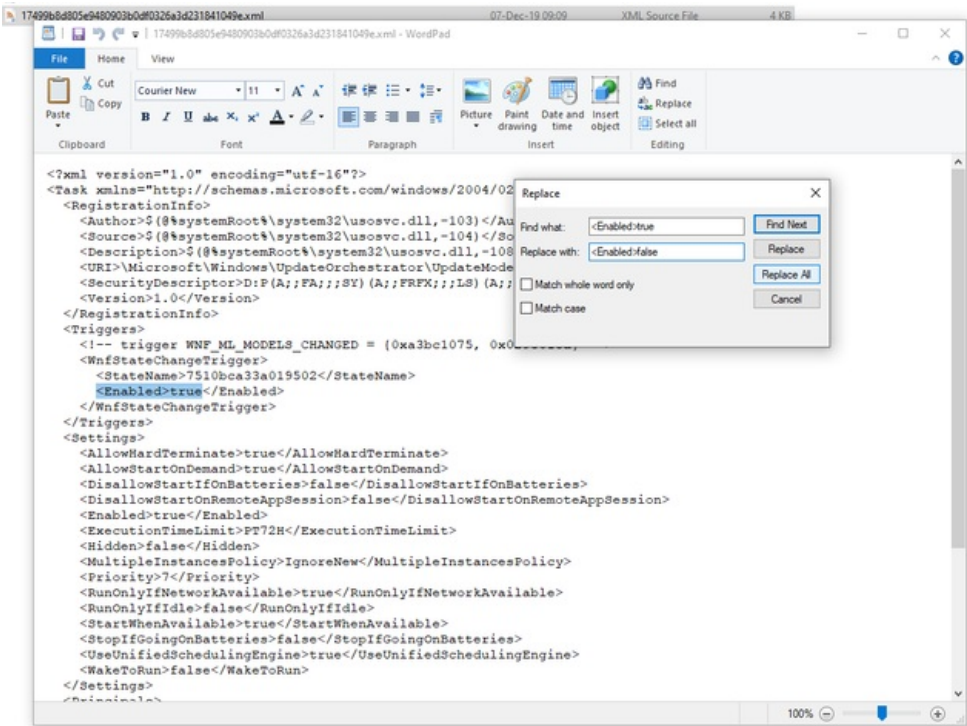 17499b8d805e9480903b0df0326a3d231841049e.xml 07-Dec-19 09:09 XML Source File 4 KB
17499b8d805e9480903b0df0326a3d231841049e.xml - WordPad
File Home View
Cut
Copy
Paste
Clipboard
Courier New 11
Font
Paragraph
Picture
Paint drawing
Date and time
Insert object
Insert
Find
Replace
Select all
Editing
<?xml version="1.0" encoding="utf-16"?>
<Task xmlns="http://schemas.microsoft.com/windows/2004/02
<RegistrationInfo>
<Author>$(@%systemRoot%\system32\usosvc.dll,-103)</Au
<Source>$(@%systemRoot%\system32\usosvc.dll,-104)</So
<Description>$(@%systemRoot%\system32\usosvc.dll,-108
<URI>\Microsoft\Windows\UpdateOrchestrator\UpdateMode
<SecurityDescriptor>D:P(A;;FA;;;SY)(A;;FRFX;;;LS)(A;;
<Version>1.0</Version>
</RegistrationInfo>
<Triggers>
<!-- trigger WNF_ML_MODELS_CHANGED = {0xa3bc1075,
<WnfStateChangeTrigger>
<StateName>7510bca33a019502</StateName>
<Enabled>true</Enabled>
</WnfStateChangeTrigger>
</Triggers>
<Settings>
<AllowHardTerminate>true</AllowHardTerminate>
<AllowStartOnDemand>true</AllowStartOnDemand>
<DisallowStartIfOnBatteries>false</DisallowStartIfOnBatteries>
<DisallowStartOnRemoteAppSession>false</DisallowStartOnRemoteAppSession>
<Enabled>true</Enabled>
<ExecutionTimeLimit>PT72H</ExecutionTimeLimit>
<Hidden>false</Hidden>
<MultipleInstancesPolicy>IgnoreNew</MultipleInstancesPolicy>
<Priority>7</Priority>
<RunOnlyIfNetworkAvailable>true</RunOnlyIfNetworkAvailable>
<RunOnlyIfIdle>false</RunOnlyIfIdle>
<StartWhenAvailable>true</StartWhenAvailable>
<StopIfGoingOnBatteries>false</StopIfGoingOnBatteries>
<UseUnifiedSchedulingEngine>true</UseUnifiedSchedulingEngine>
<WakeToRun>false</WakeToRun>
</Settings>
<Principals>
Replace
Find what: <Enabled>true
Find Next
Replace with: <Enabled>false
Replace
Replace All
Match whole word only
Cancel
Match case
100%